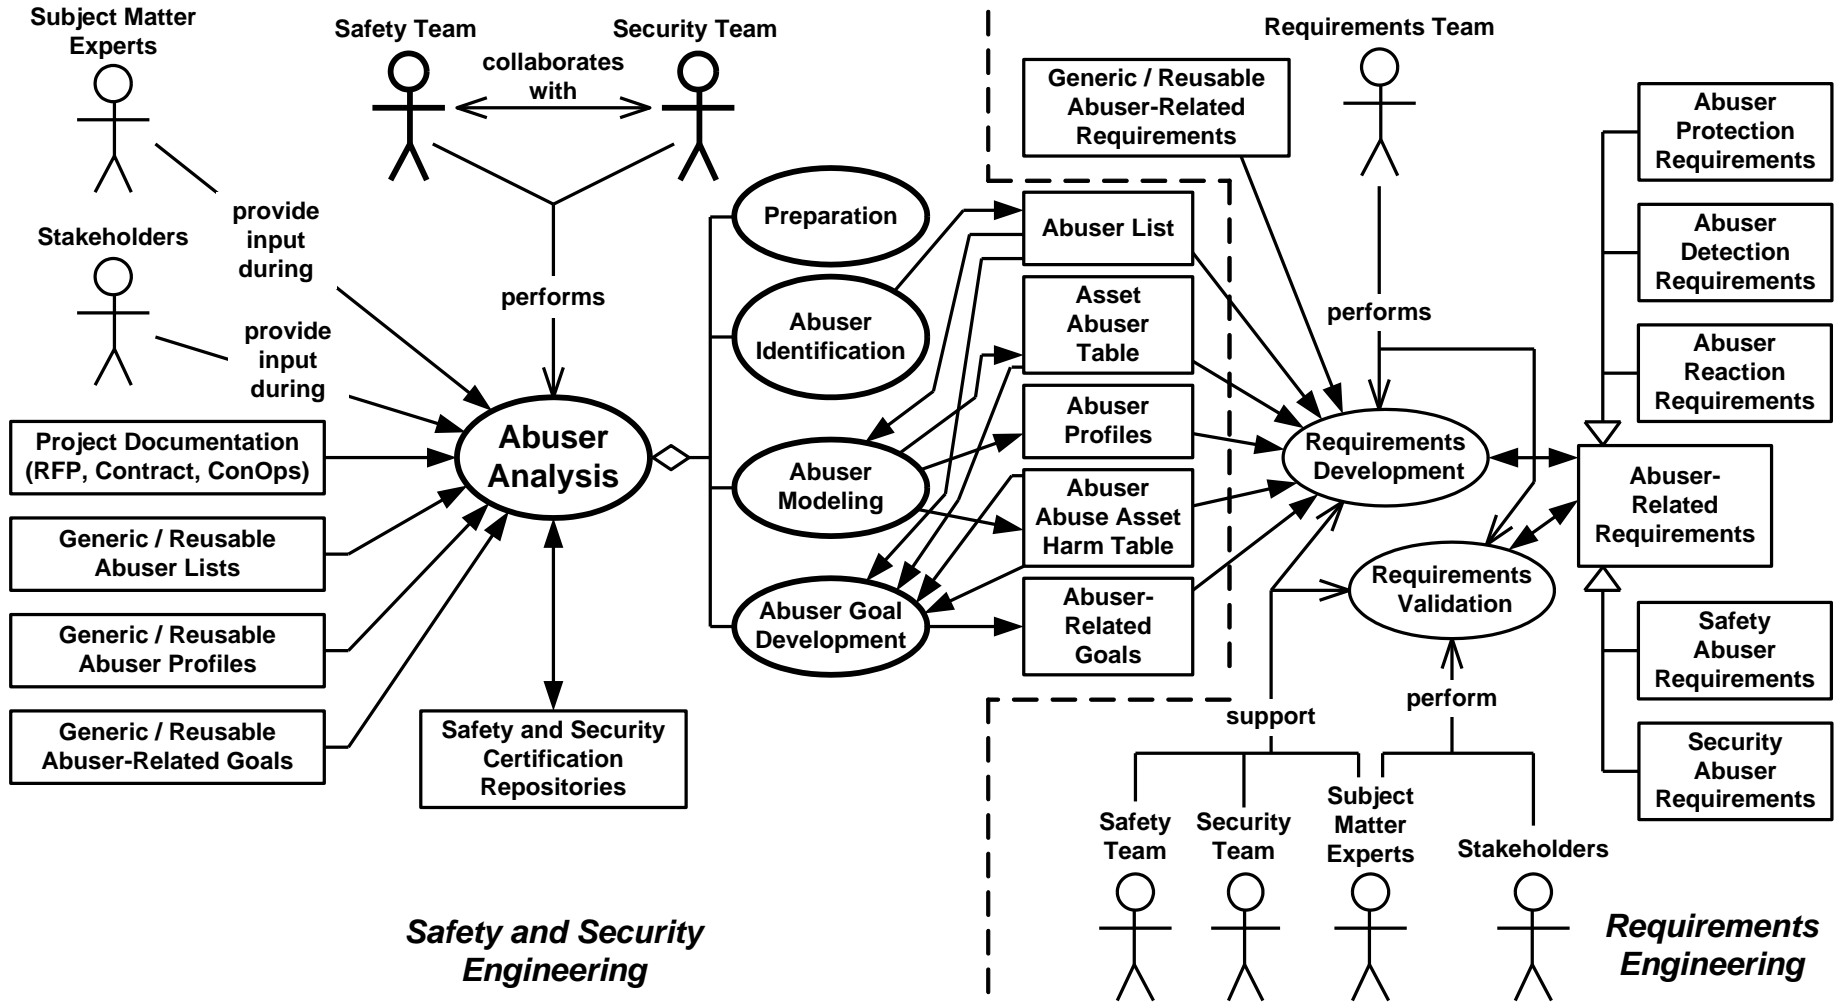 Subject Matter
Experts
Safety Team
Security Team
collaborates
with
Requirements Team
Generic / Reusable
Abuser-Related
Requirements
Abuser
Protection
Requirements
provide
input
during
Stakeholders
provide
input
during
performs
Preparation
Abuser
Identification
Abuser
Modeling
Abuser Goal
Development
Abuser List
Asset
Abuser
Table
Abuser
Profiles
Abuser
Abuse Asset
Harm Table
Abuser-
Related
Goals
performs
Abuser
Detection
Requirements
Abuser
Reaction
Requirements
Abuser
Analysis
Project Documentation
(RFP, Contract, ConOps)
Generic / Reusable
Abuser Lists
Generic / Reusable
Abuser Profiles
Generic / Reusable
Abuser-Related Goals
Safety and Security
Certification
Repositories
Requirements
Development
Requirements
Validation
Abuser-
Related
Requirements
Safety
Abuser
Requirements
Security
Abuser
Requirements
support
perform
Safety
Team
Security
Team
Subject
Matter
Experts
Stakeholders
Safety and Security
Engineering
Requirements
Engineering